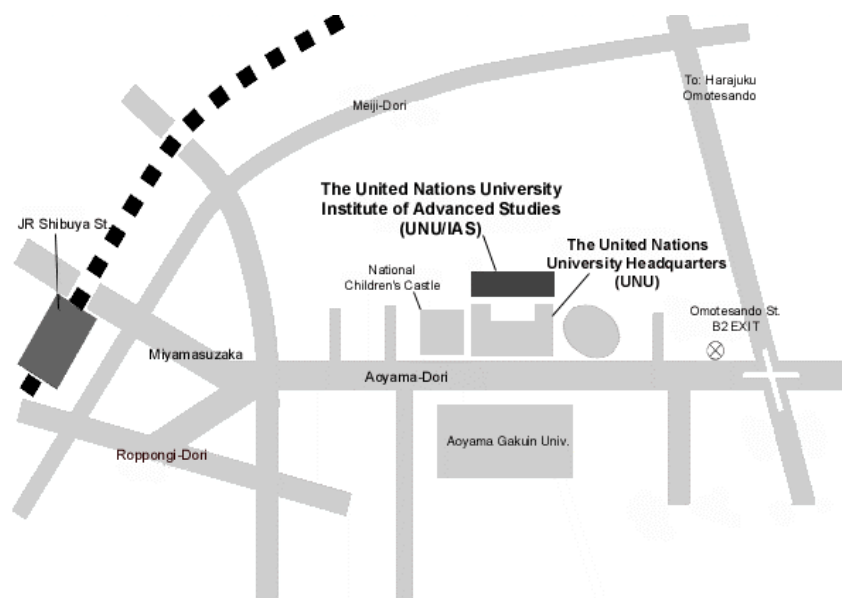 To: Harajuku
Omotesando
Meiji-Dori
The United Nations University
Institute of Advanced Studies
(UNU/IAS)
JR Shibuya St.
The United Nations
University Headquarters
(UNU)
National
Children's Castle
Omotesando St.
B2 EXIT
Miyamasuzaka
Aoyama-Dori
Aoyama Gakuin Univ.
Roppongi-Dori